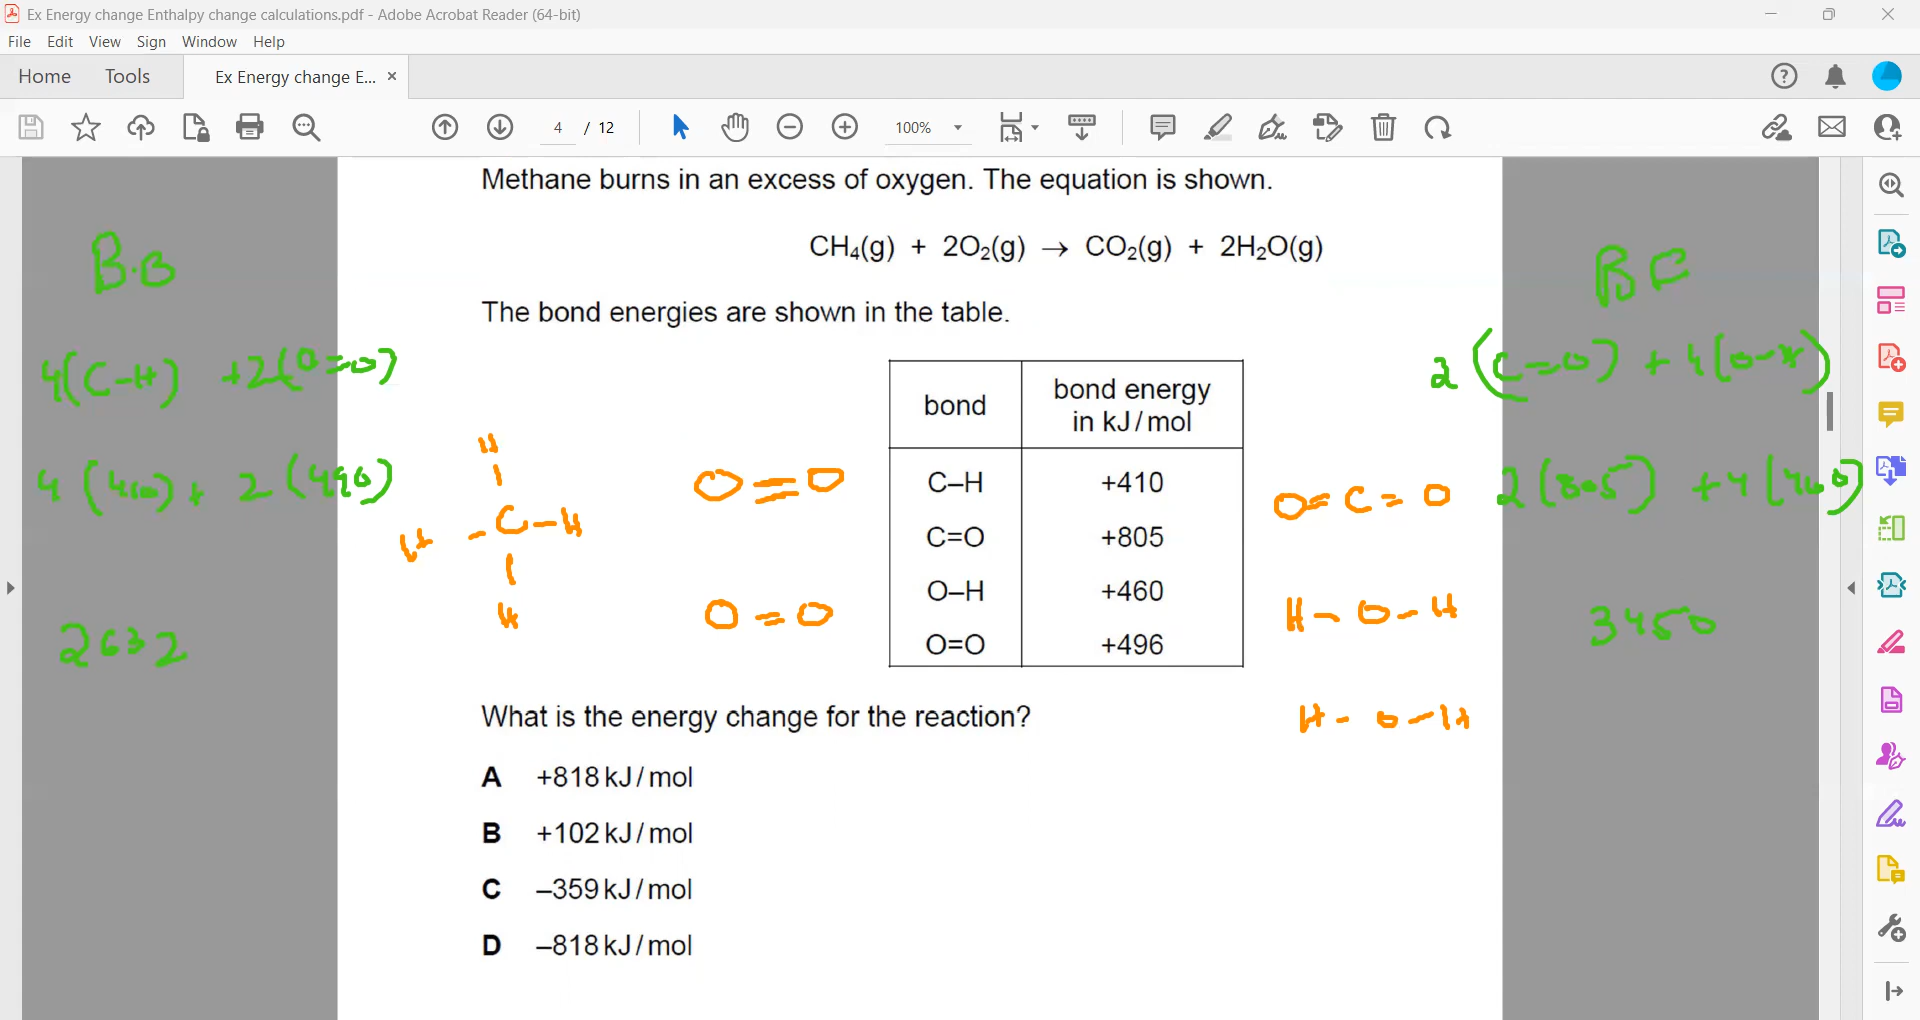 Ex Energy change Enthalpy change calculations.pdf - Adobe Acrobat Reader (64-bit)
File Edit View Sign Window Help
Home Tools Ex Energy change E... ×
4 / 12 100%
Methane burns in an excess of oxygen. The equation is shown.
CH₄(g) + 2O₂(g) → CO₂(g) + 2H₂O(g)
The bond energies are shown in the table.
bond bond energy in kJ/mol
C–H +410
C=O +805
O–H +460
O=O +496
What is the energy change for the reaction?
A +818 kJ/mol
B +102 kJ/mol
C –359 kJ/mol
D –818 kJ/mol
B.B
4(C-H) +2(O=O)
4(410) + 2(496)
2632
H
H - C - H
H
O=O
O=O
O=C=O
H-O-H
H-O-H
BF
2(C=O) + 4(O-H)
2(805) + 4(460)
3450